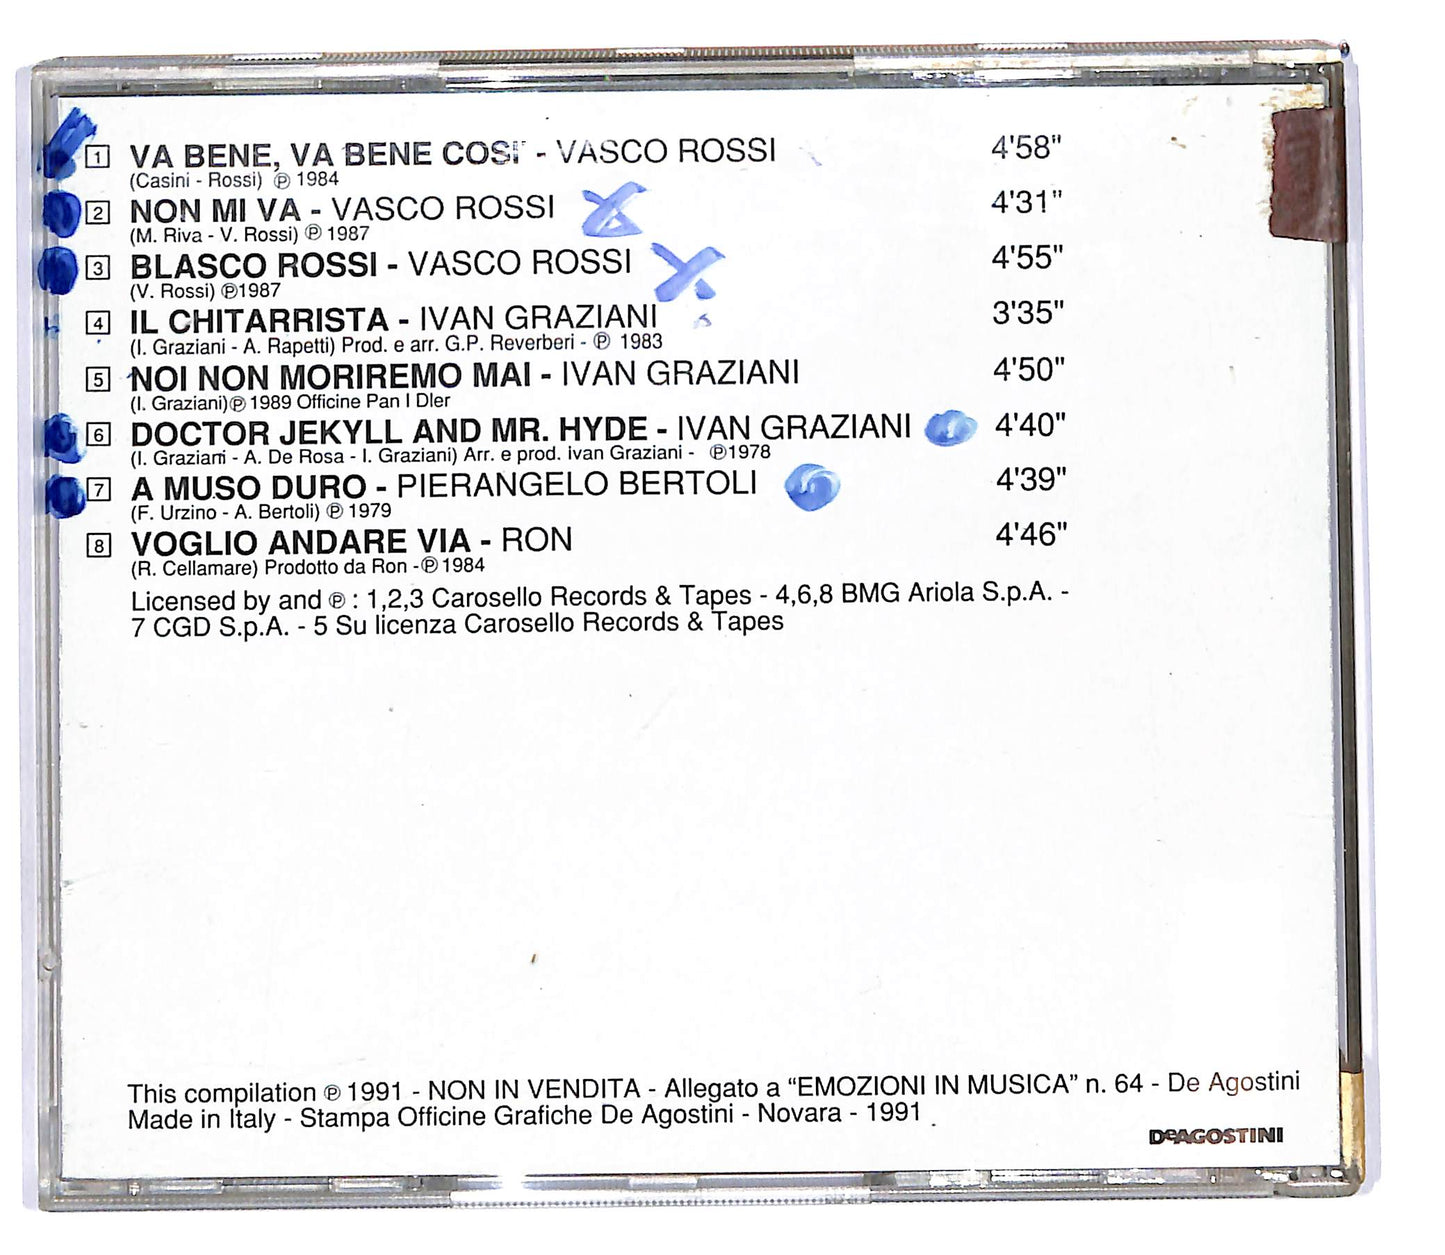 1 VA BENE, VA BENE COSI' - VASCO ROSSI 4'58"
(Casini - Rossi) ℗ 1984
2 NON MI VA - VASCO ROSSI 4'31"
(M. Riva - V. Rossi) ℗ 1987
3 BLASCO ROSSI - VASCO ROSSI 4'55"
(V. Rossi) ℗1987
4 IL CHITARRISTA - IVAN GRAZIANI 3'35"
(I. Graziani - A. Rapetti) Prod. e arr. G.P. Reverberi - ℗ 1983
5 NOI NON MORIREMO MAI - IVAN GRAZIANI 4'50"
(I. Graziani)℗ 1989 Officine Pan I Dler
6 DOCTOR JEKYLL AND MR. HYDE - IVAN GRAZIANI 4'40"
(I. Graziani - A. De Rosa - I. Graziani) Arr. e prod. ivan Graziani - ℗1978
7 A MUSO DURO - PIERANGELO BERTOLI 4'39"
(F. Urzino - A. Bertoli) ℗ 1979
8 VOGLIO ANDARE VIA - RON 4'46"
(R. Cellamare) Prodotto da Ron -℗ 1984
Licensed by and ℗ : 1,2,3 Carosello Records & Tapes - 4,6,8 BMG Ariola S.p.A. -
7 CGD S.p.A. - 5 Su licenza Carosello Records & Tapes
This compilation ℗ 1991 - NON IN VENDITA - Allegato a “EMOZIONI IN MUSICA” n. 64 - De Agostini
Made in Italy - Stampa Officine Grafiche De Agostini - Novara - 1991
DeAGOSTINI